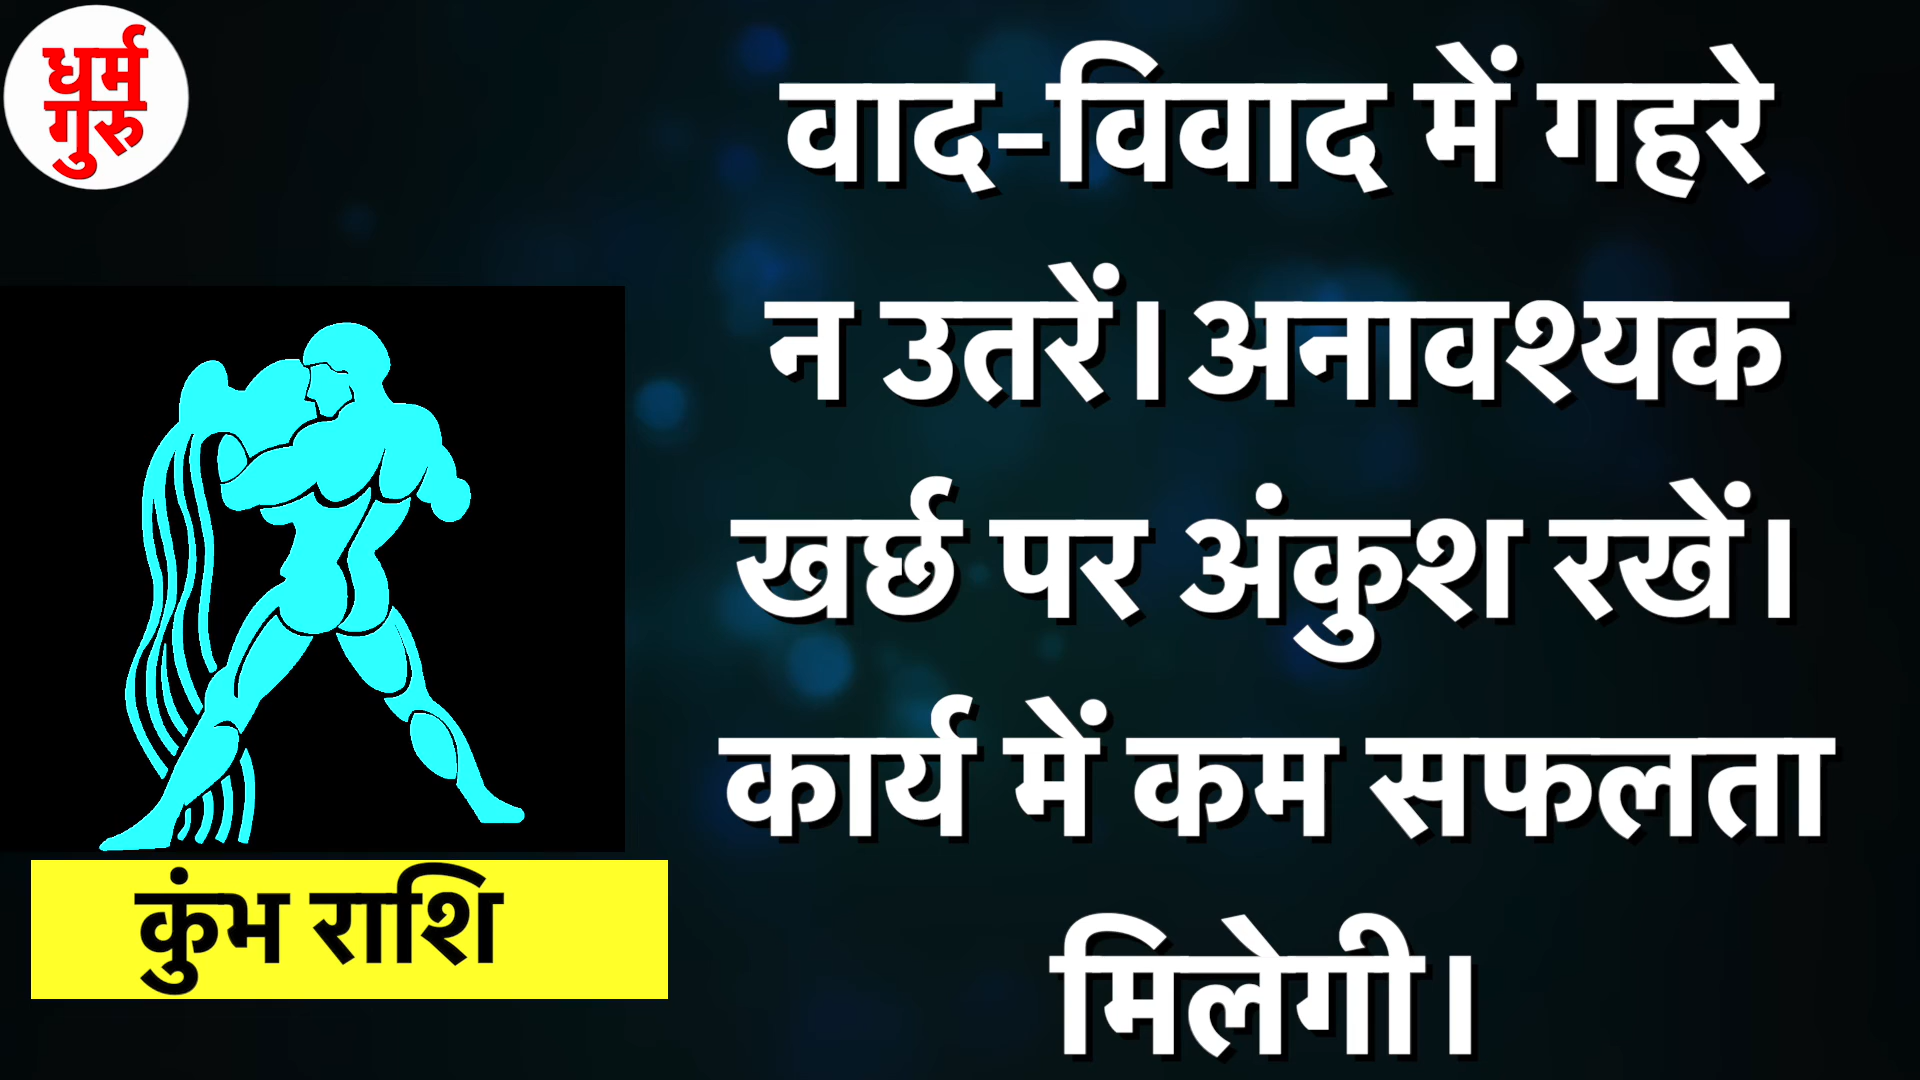 धर्म
गुरु
वाद-विवाद में गहरे
न उतरें। अनावश्यक
खर्छ पर अंकुश रखें।
कार्य में कम सफलता
मिलेगी।
कुंभ राशि